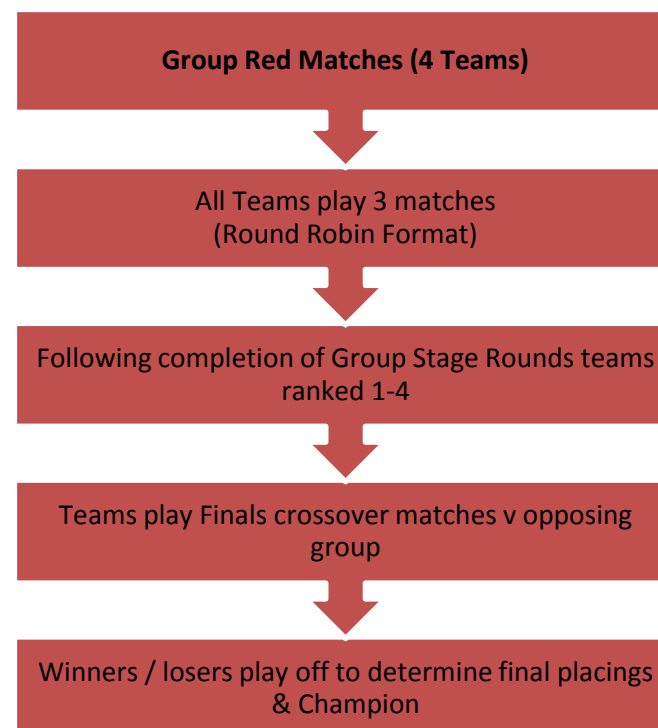 Group Red Matches (4 Teams)
All Teams play 3 matches
(Round Robin Format)
Following completion of Group Stage Rounds teams
ranked 1-4
Teams play Finals crossover matches v opposing
group
Winners / losers play off to determine final placings
& Champion